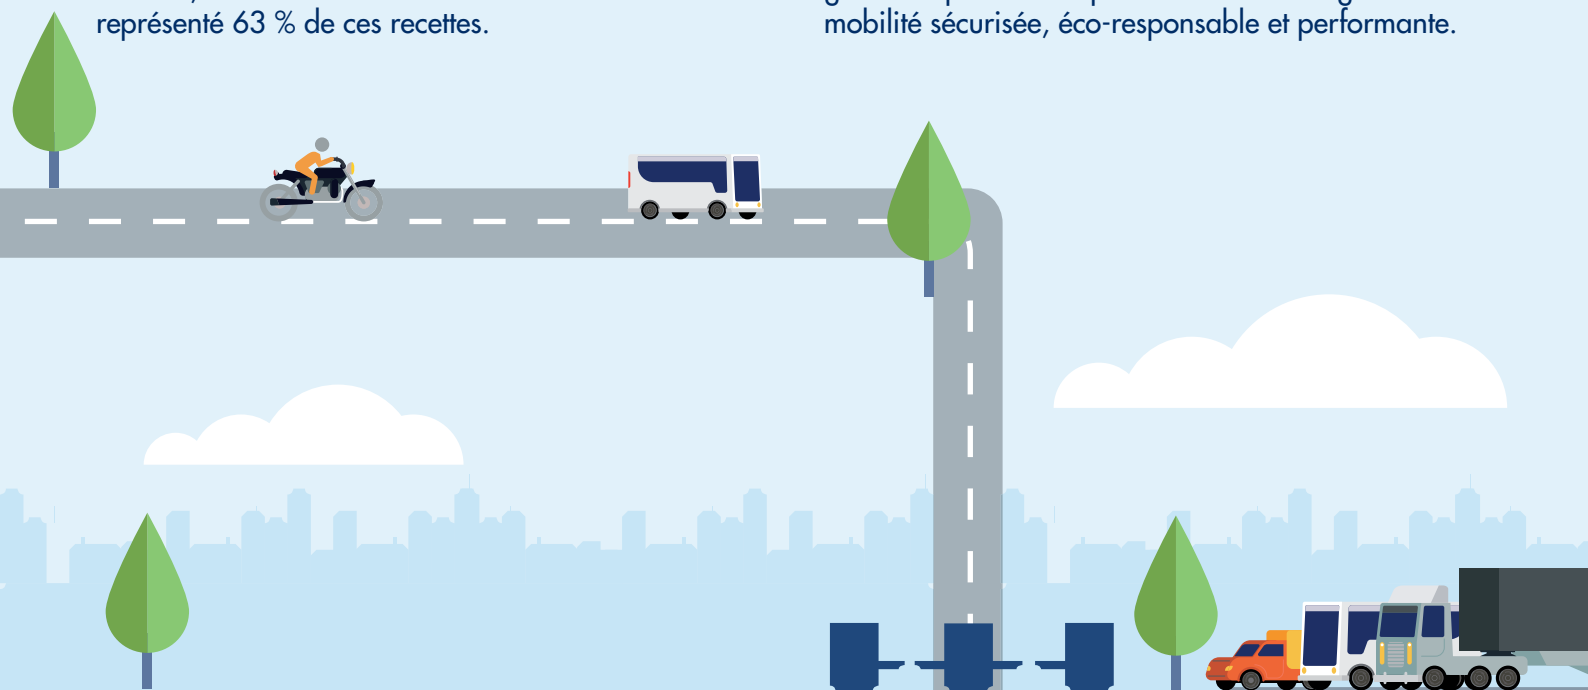 représenté 63 % de ces recettes.
mobilité sécurisée, éco-responsable et performante.